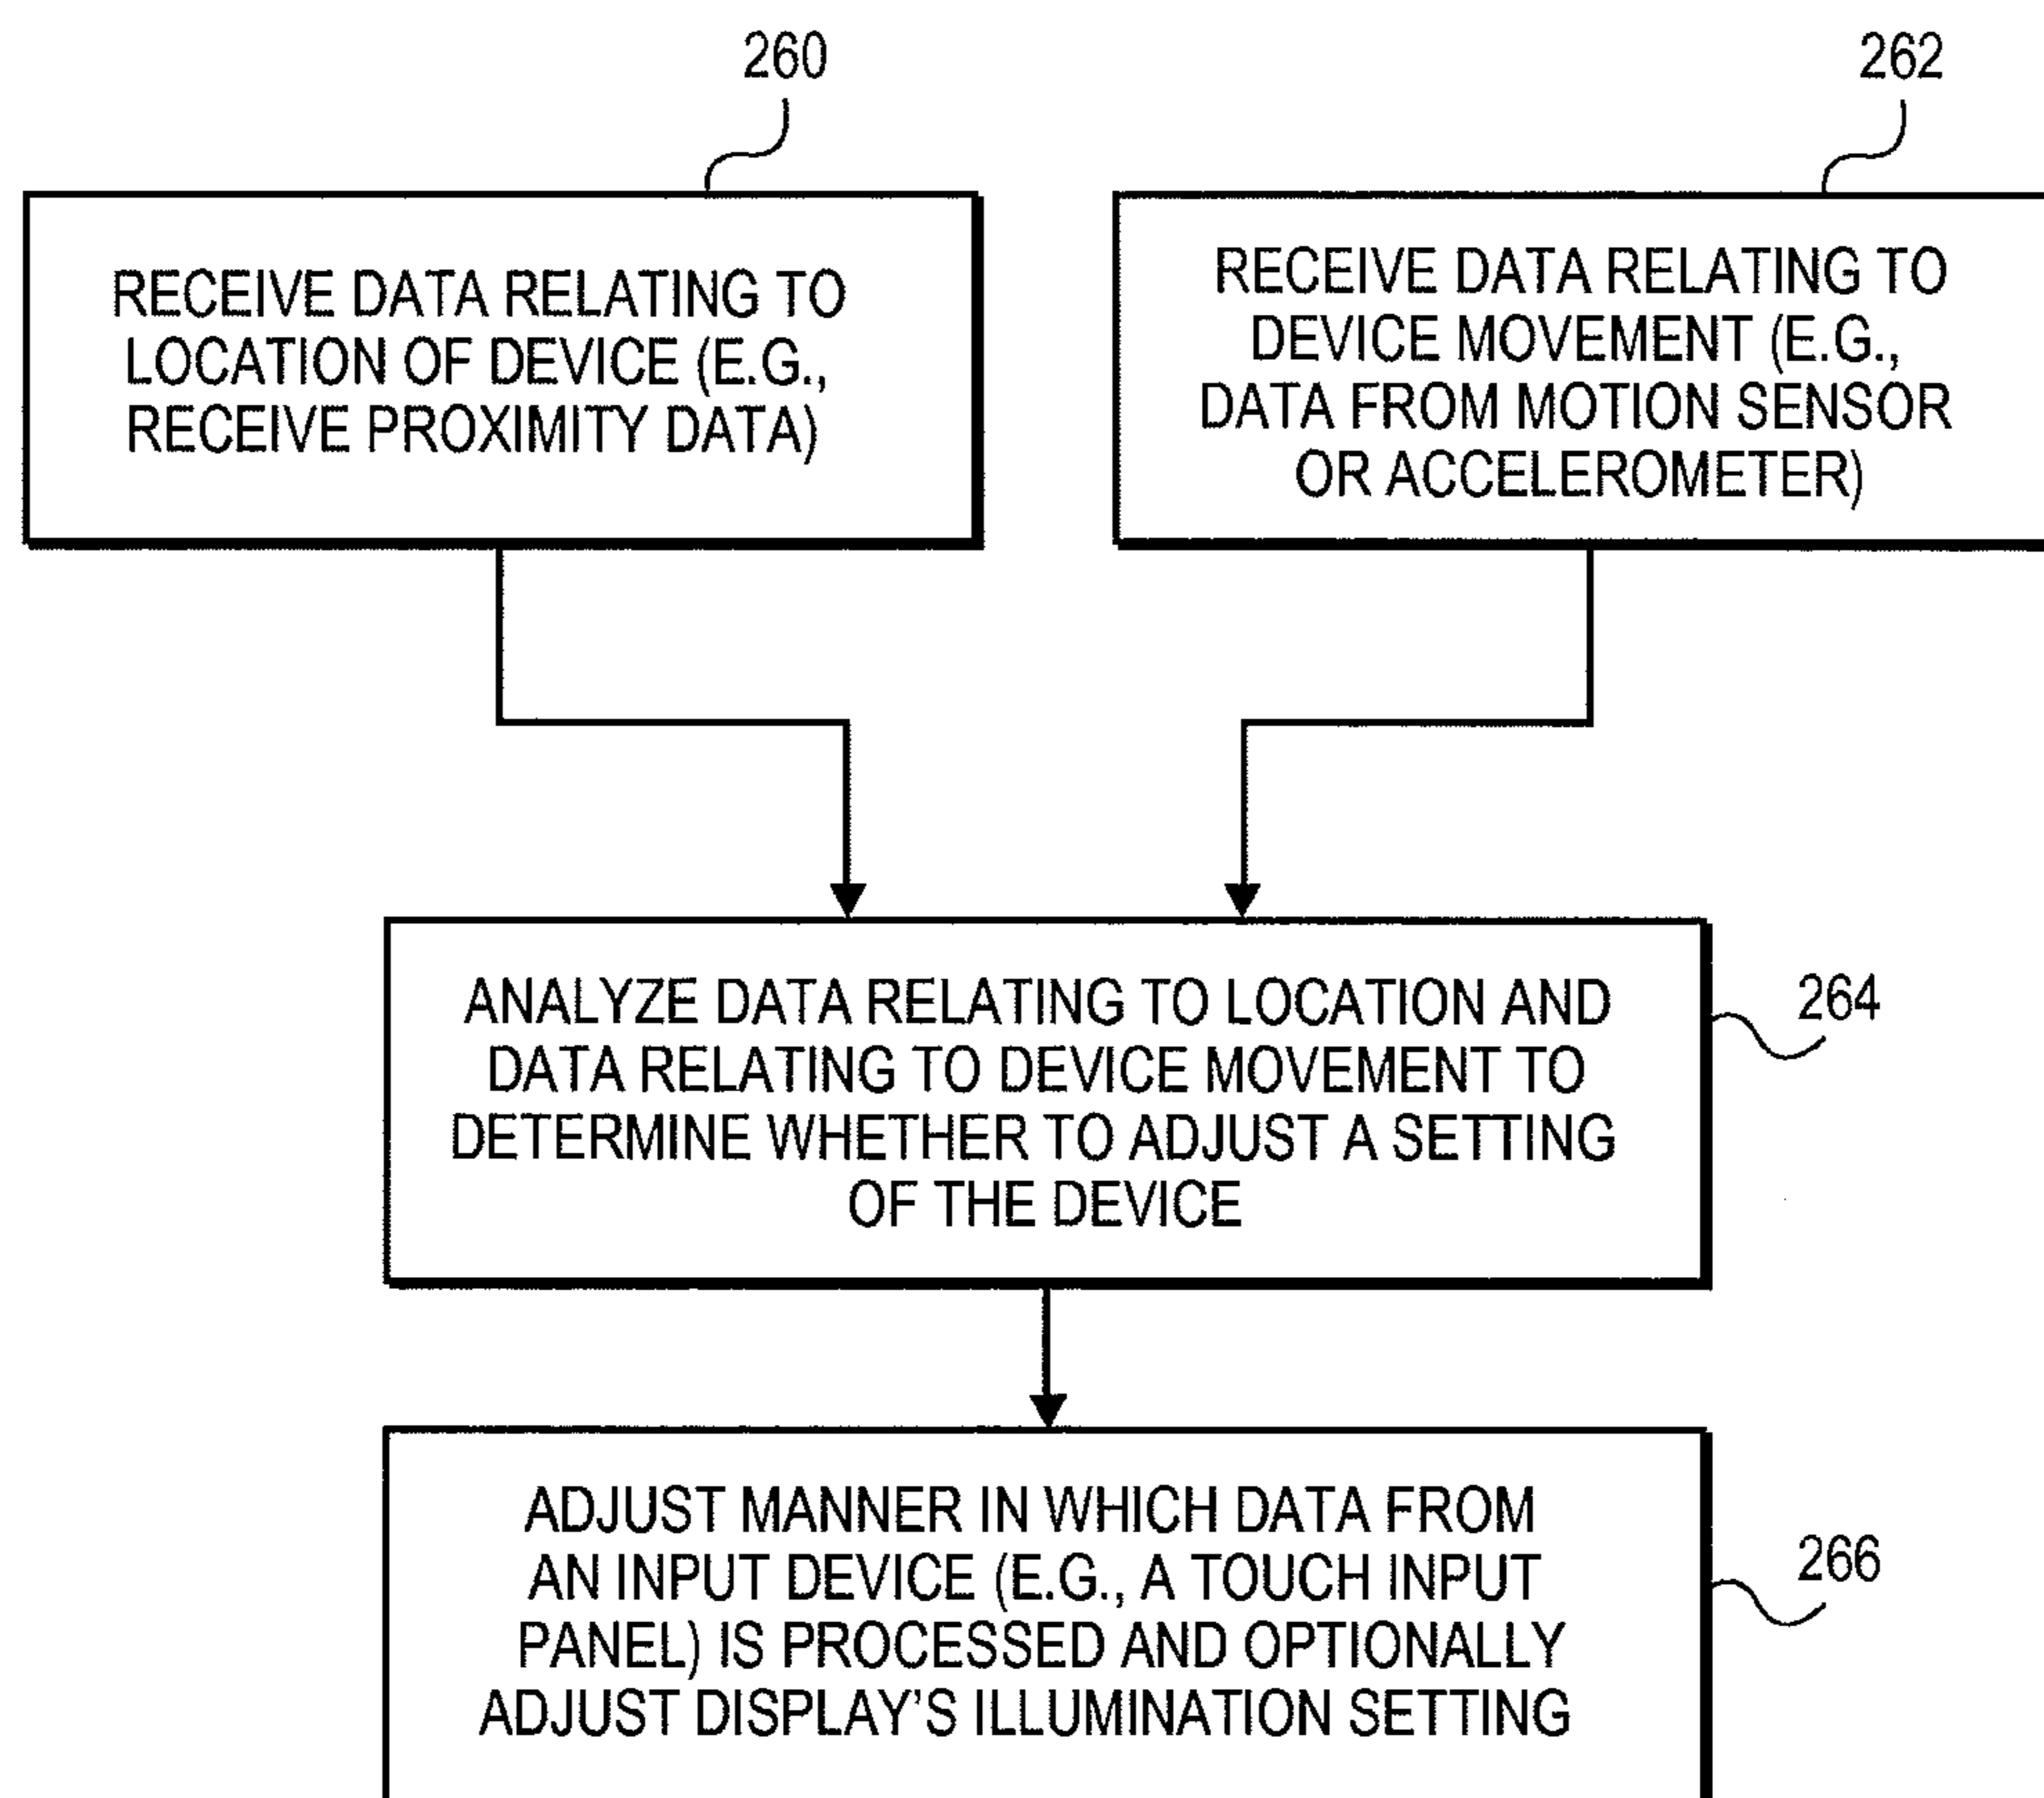 260
262
RECEIVE DATA RELATING TO
LOCATION OF DEVICE (E.G.,
RECEIVE PROXIMITY DATA)
RECEIVE DATA RELATING TO
DEVICE MOVEMENT (E.G.,
DATA FROM MOTION SENSOR
OR ACCELEROMETER)
ANALYZE DATA RELATING TO LOCATION AND
DATA RELATING TO DEVICE MOVEMENT TO
DETERMINE WHETHER TO ADJUST A SETTING
OF THE DEVICE
264
ADJUST MANNER IN WHICH DATA FROM
AN INPUT DEVICE (E.G., A TOUCH INPUT
PANEL) IS PROCESSED AND OPTIONALLY
ADJUST DISPLAY'S ILLUMINATION SETTING
266